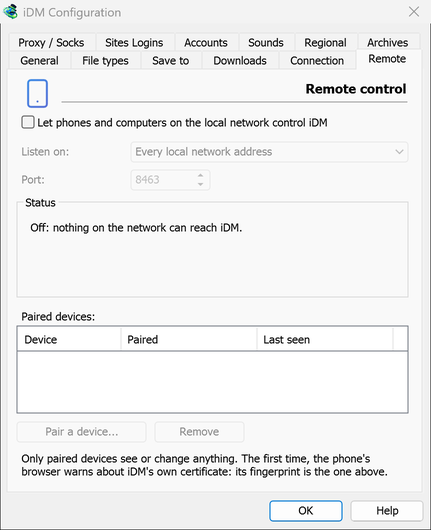 iDM Configuration
Proxy / Socks Sites Logins Accounts Sounds Regional Archives
General File types Save to Downloads Connection Remote
Remote control
Let phones and computers on the local network control iDM
Listen on: Every local network address
Port: 8463
Status
Off: nothing on the network can reach iDM.
Paired devices:
Device Paired Last seen
Pair a device... Remove
Only paired devices see or change anything. The first time, the phone's
browser warns about iDM's own certificate: its fingerprint is the one above.
OK Help